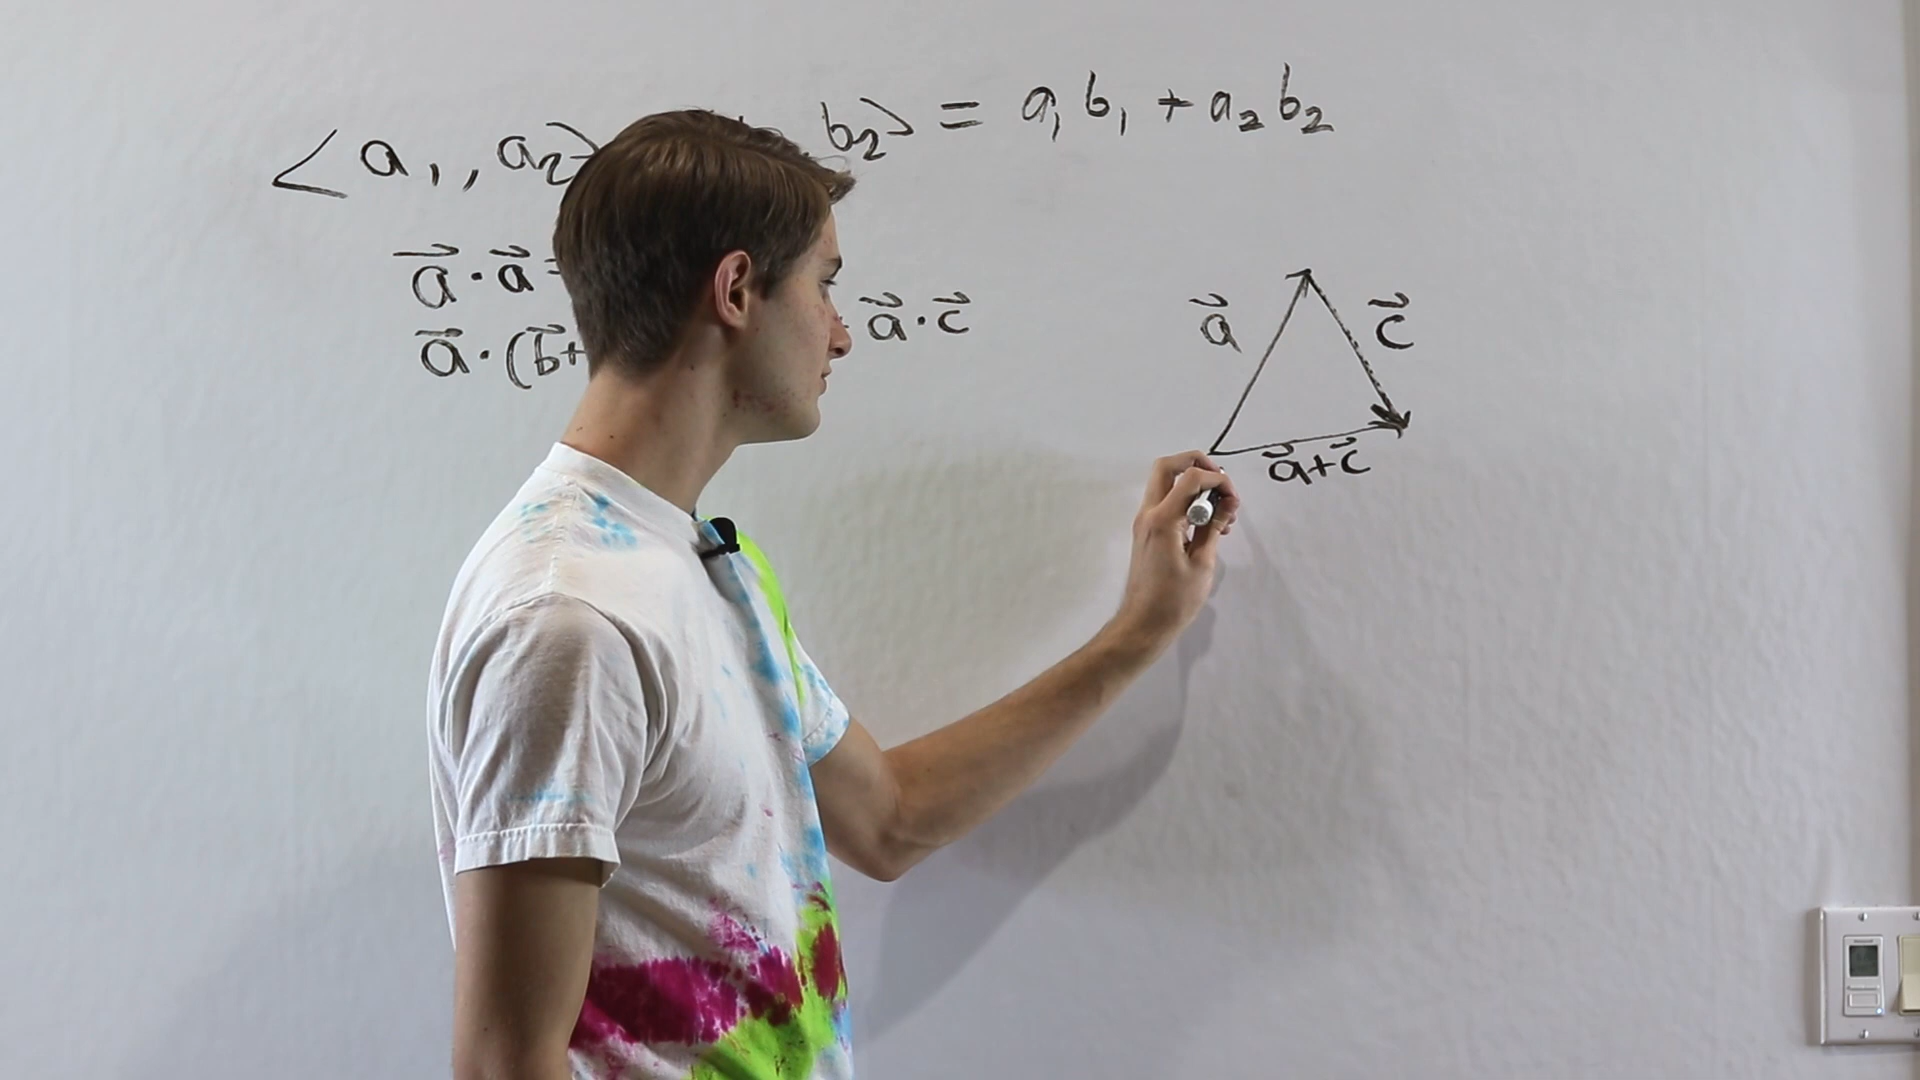 <a₁, a₂> b₂> = a₁b₁ + a₂b₂
a⃗·a⃗ =
a⃗·(b⃗+ a⃗·c⃗
a⃗
c⃗
a⃗+c⃗